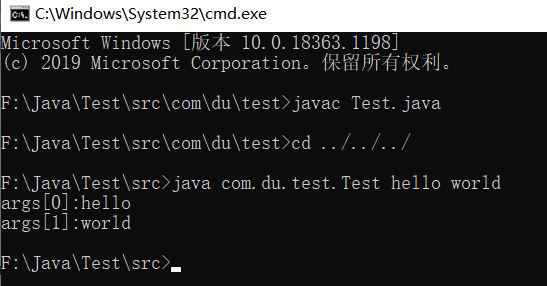 C:\Windows\System32\cmd.exe
Microsoft Windows [版本 10.0.18363.1198]
(c) 2019 Microsoft Corporation。保留所有权利。
F:\Java\Test\src\com\du\test>javac Test.java
F:\Java\Test\src\com\du\test>cd ../../../
F:\Java\Test\src>java com.du.test.Test hello world
args[0]:hello
args[1]:world
F:\Java\Test\src>